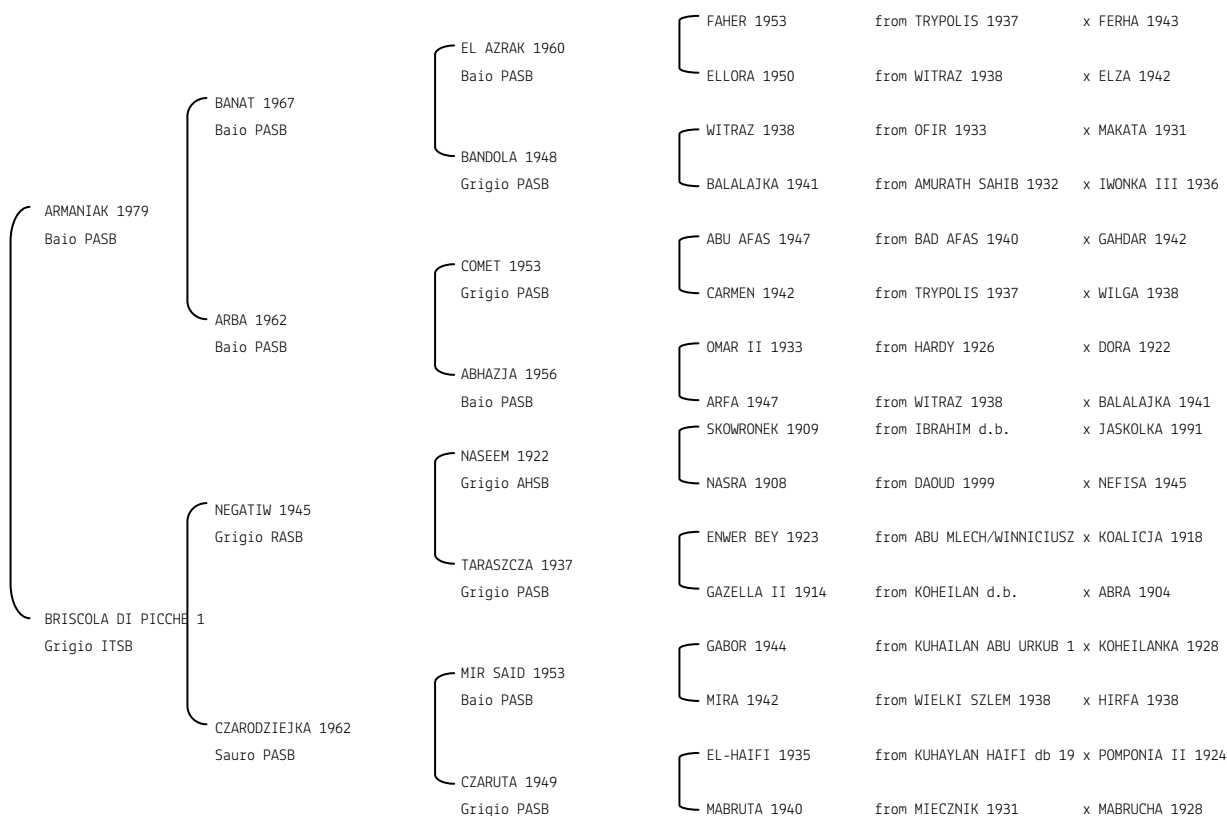 FAHER 1953 from TRYPOLIS 1937 x FERHA 1943
EL AZRAK 1960
Baio PASB ELLORA 1950 from WITRAZ 1938 x ELZA 1942
BANAT 1967
Baio PASB WITRAZ 1938 from OFIR 1933 x MAKATA 1931
BANDOLA 1948
Grigio PASB BALALAJKA 1941 from AMURATH SAHIB 1932 x IWONKA III 1936
ARMANIAK 1979
Baio PASB ABU AFAS 1947 from BAD AFAS 1940 x GAHDAR 1942
COMET 1953
Grigio PASB CARMEN 1942 from TRYPOLIS 1937 x WILGA 1938
ARBA 1962
Baio PASB OMAR II 1933 from HARDY 1926 x DORA 1922
ABHAZJA 1956
Baio PASB ARFA 1947 from WITRAZ 1938 x BALALAJKA 1941
SKOWRONEK 1909 from IBRAHIM d.b. x JASKOLKA 1991
NASEEM 1922
Grigio AHSB NASRA 1908 from DAOUD 1999 x NEFISA 1945
NEGATIW 1945
Grigio RASB ENWER BEY 1923 from ABU MLECH/WINNICIUSZ x KOALICJA 1918
TARASZCZA 1937
Grigio PASB GAZELLA II 1914 from KOHEILAN d.b. x ABRA 1904
BRISCOLA DI PICCHE 1
Grigio ITSB GABOR 1944 from KUHAILAN ABU URKUB 1 x KOHEILANKA 1928
MIR SAID 1953
Baio PASB MIRA 1942 from WIELKI SZLEM 1938 x HIRFA 1938
CZARODZIEJKA 1962
Sauro PASB EL-HAIFI 1935 from KUHAYLAN HAIFI db 19 x POMPONIA II 1924
CZARUTA 1949
Grigio PASB MABRUTA 1940 from MIECZNIK 1931 x MABRUCHA 1928